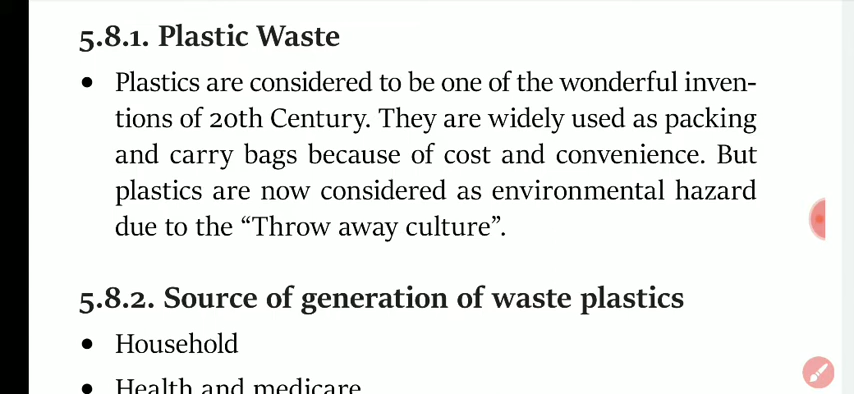 5.8.1. Plastic Waste
• Plastics are considered to be one of the wonderful inven-
tions of 20th Century. They are widely used as packing
and carry bags because of cost and convenience. But
plastics are now considered as environmental hazard
due to the “Throw away culture”.
5.8.2. Source of generation of waste plastics
• Household
• Health and medicare